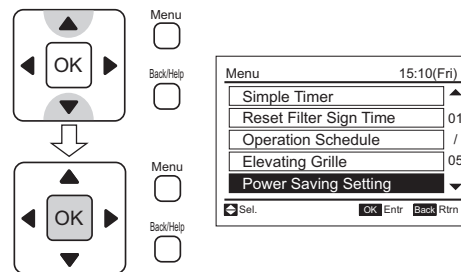 Menu
OK
Back/Help
Menu
OK
Back/Help
Menu 15:10(Fri)
Simple Timer
Reset Filter Sign Time 01
Operation Schedule /
Elevating Grille 05
Power Saving Setting
Sel. OK Entr Back Rtrn